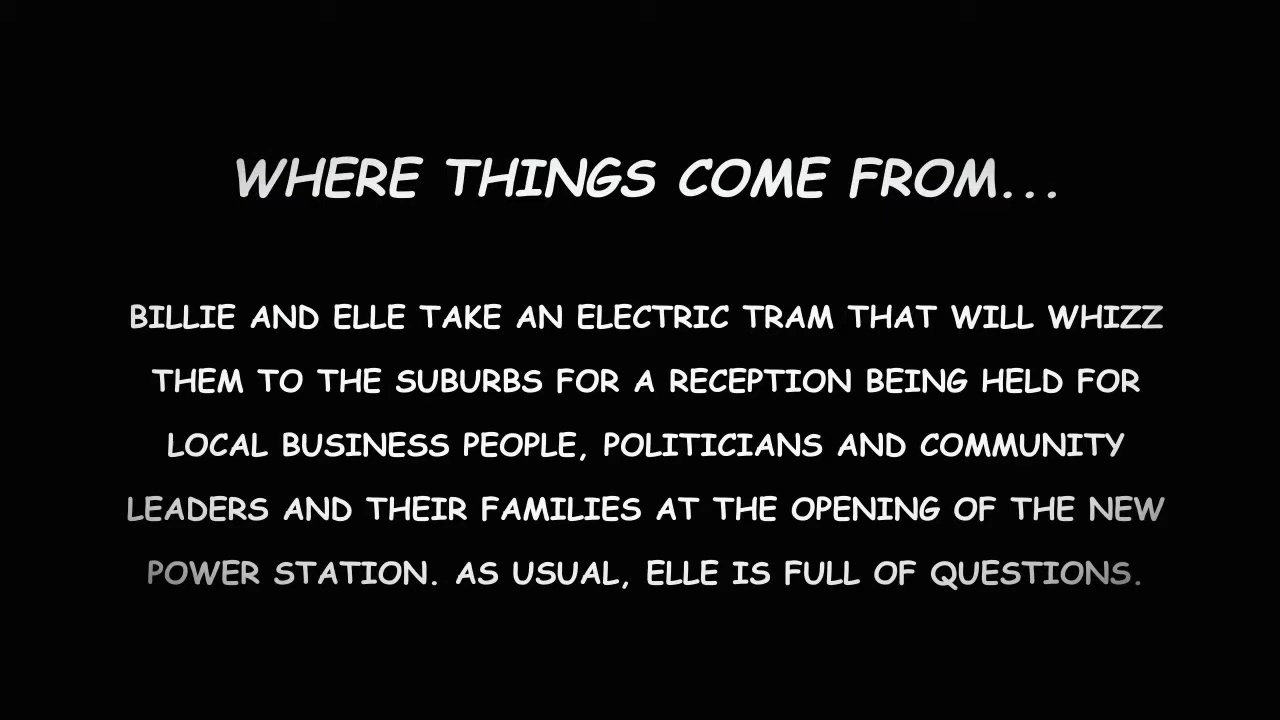 WHERE THINGS COME FROM...
BILLIE AND ELLE TAKE AN ELECTRIC TRAM THAT WILL WHIZZ
THEM TO THE SUBURBS FOR A RECEPTION BEING HELD FOR
LOCAL BUSINESS PEOPLE, POLITICIANS AND COMMUNITY
LEADERS AND THEIR FAMILIES AT THE OPENING OF THE NEW
POWER STATION. AS USUAL, ELLE IS FULL OF QUESTIONS.